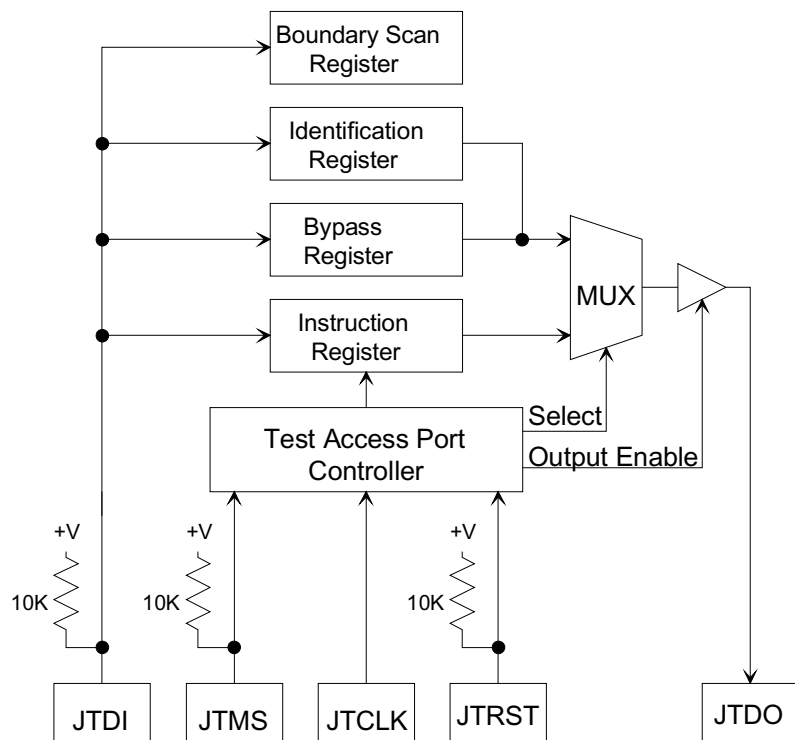 Boundary Scan
Register
Identification
Register
Bypass
Register
MUX
Instruction
Register
Select
Test Access Port
Controller
Output Enable
+V
+V
+V
10K
10K
10K
JTDI
JTMS
JTCLK
JTRST
JTDO